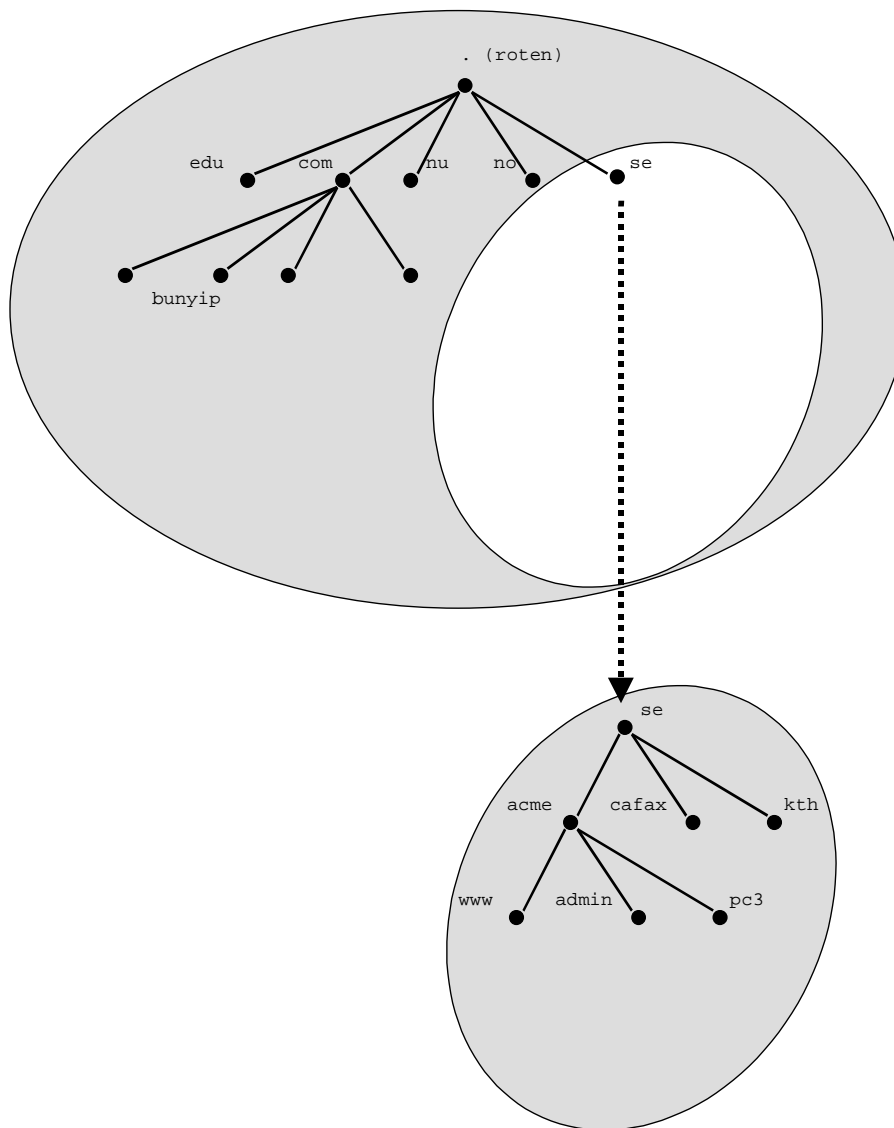 . (roten)
edu com nu no se
bunyip
se
acme cafax kth
www admin pc3